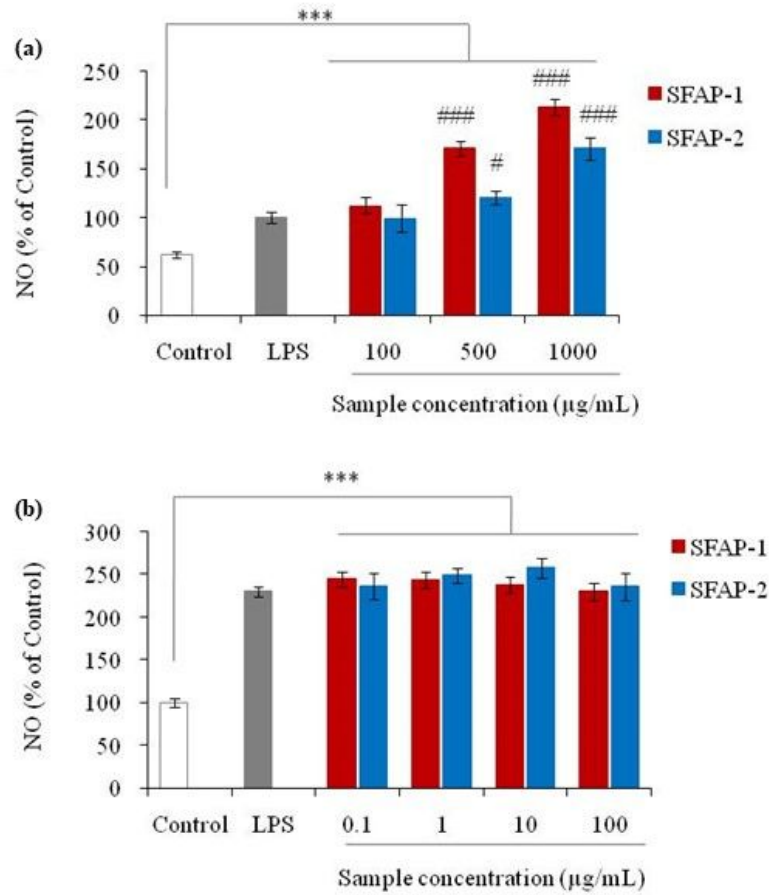 ***
(a)
250
200
150
100
50
0
NO (% of Control)
###
###
#
###
SFAP-1
SFAP-2
Control LPS 100 500 1000
Sample concentration (µg/mL)
***
(b)
300
250
200
150
100
50
0
NO (% of Control)
SFAP-1
SFAP-2
Control LPS 0.1 1 10 100
Sample concentration (µg/mL)